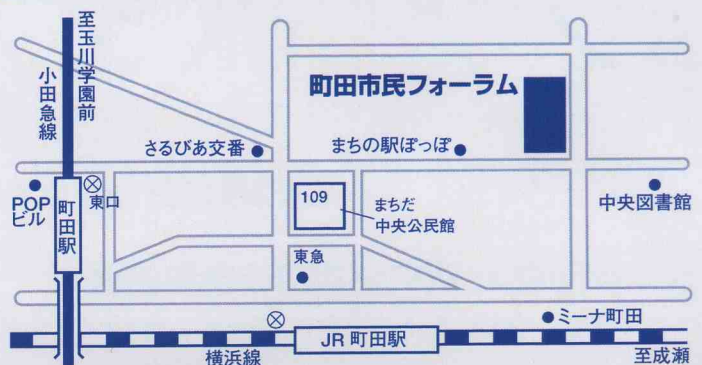 至玉川学園前
小田急線
町田市民フォーラム
さるびあ交番
まちの駅ぽっぽ
POP
ビル
町田駅
東口
109
まちだ
中央公民館
中央図書館
東急
ミーナ町田
JR 町田駅
横浜線
至成瀬